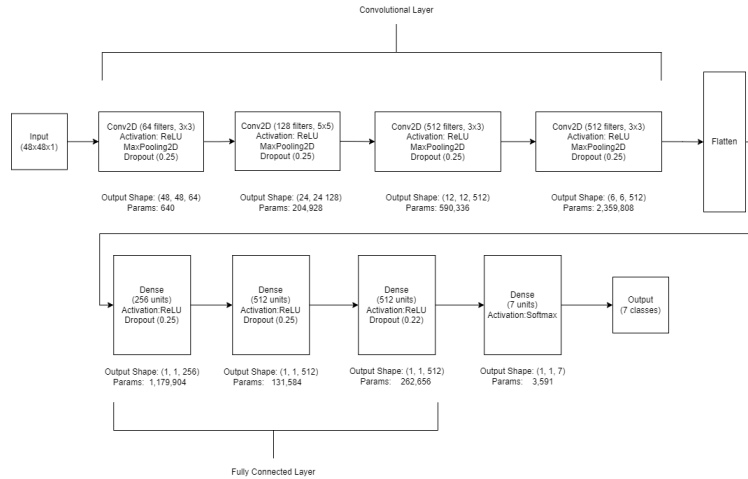 Convolutional Layer
Input
(48x48x1)
Conv2D (64 filters, 3x3)
Activation: ReLU
MaxPooling2D
Dropout (0.25)
Conv2D (128 filters, 5x5)
Activation: ReLU
MaxPooling2D
Dropout (0.25)
Conv2D (512 filters, 3x3)
Activation: ReLU
MaxPooling2D
Dropout (0.25)
Conv2D (512 filters, 3x3)
Activation: ReLU
MaxPooling2D
Dropout (0.25)
Flatten
Output Shape: (48, 48, 64)
Params: 640
Output Shape: (24, 24 128)
Params: 204,928
Output Shape: (12, 12, 512)
Params: 590,336
Output Shape: (6, 6, 512)
Params: 2,359,808
Dense
(256 units)
Activation:ReLU
Dropout (0.25)
Dense
(512 units)
Activation:ReLU
Dropout (0.25)
Dense
(512 units)
Activation:ReLU
Dropout (0.22)
Dense
(7 units)
Activation:Softmax
Output
(7 classes)
Output Shape: (1, 1, 256)
Params: 1,179,904
Output Shape: (1, 1, 512)
Params: 131,584
Output Shape: (1, 1, 512)
Params: 262,656
Output Shape: (1, 1, 7)
Params: 3,591
Fully Connected Layer